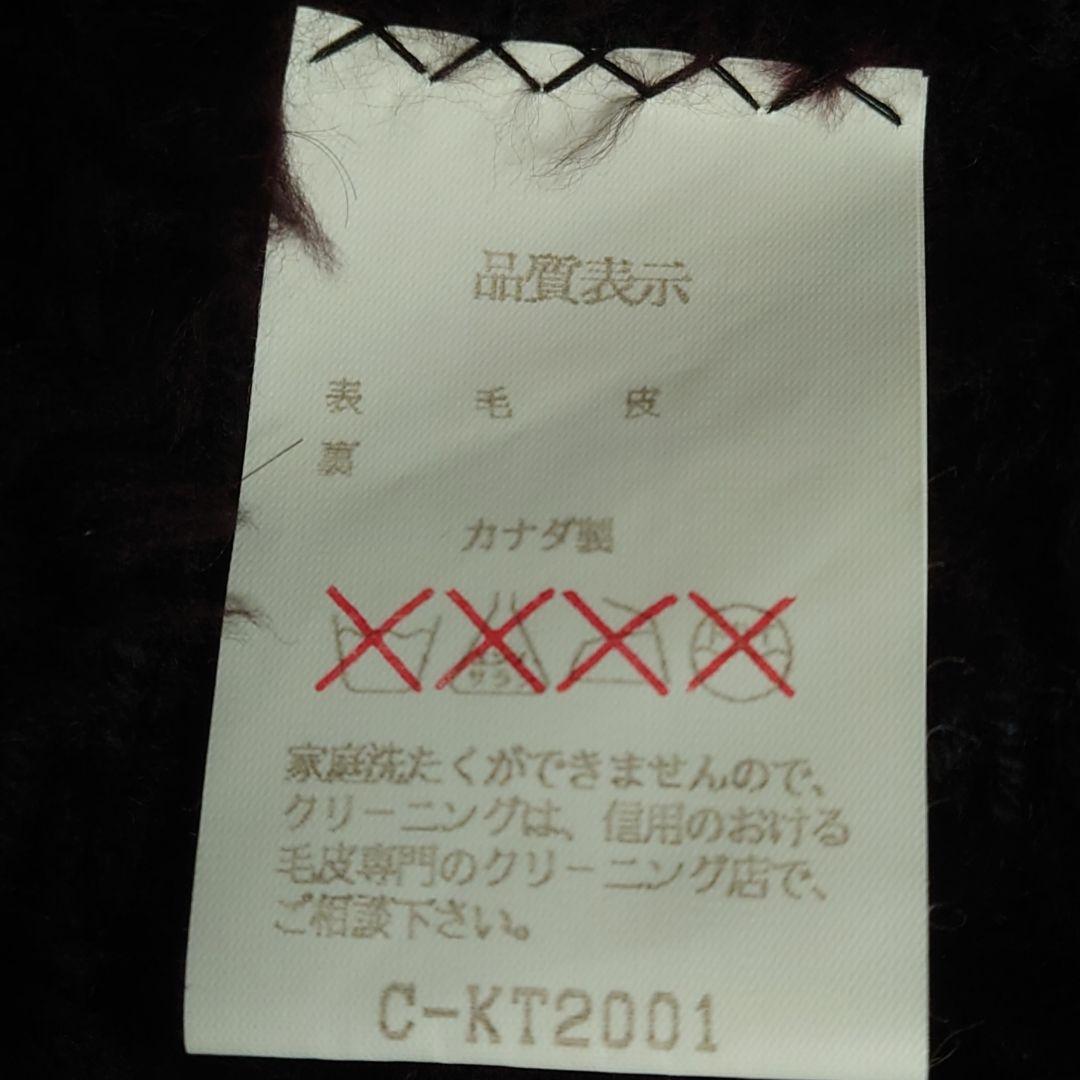 品質表示
表 毛 皮
裏
カナダ製
サラシ
家庭洗たくができませんので、
クリーニングは、信用のおける
毛皮専門のクリーニング店で、
ご相談下さい。
C-KT2001